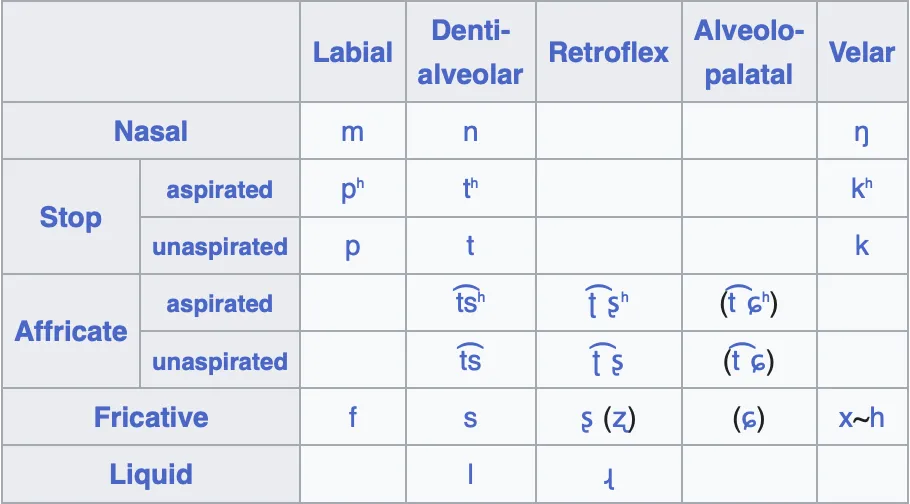 Labial Denti-alveolar Retroflex Alveolo-palatal Velar
Nasal m n ŋ
Stop aspirated pʰ tʰ kʰ
unaspirated p t k
Affricate aspirated t͡sʰ ʈ͡ʂʰ (t͡ɕʰ)
unaspirated t͡s ʈ͡ʂ (t͡ɕ)
Fricative f s ʂ (ʐ) (ɕ) x~h
Liquid l ɻ